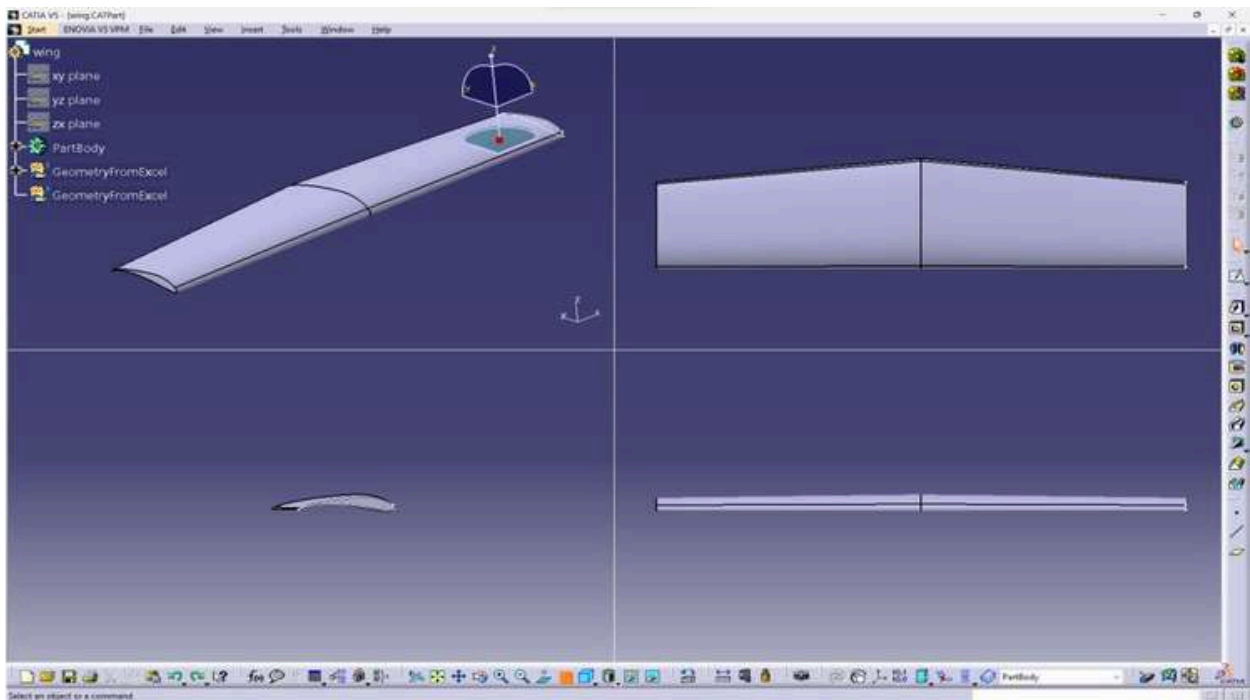 CATIA V5 - [wing.CATPart]
Start ENOVIA V5 VPM File Edit View Insert Tools Window Help
wing
xy plane
yz plane
zx plane
PartBody
GeometryFromExcel
GeometryFromExcel
PartBody
Select an object or a command